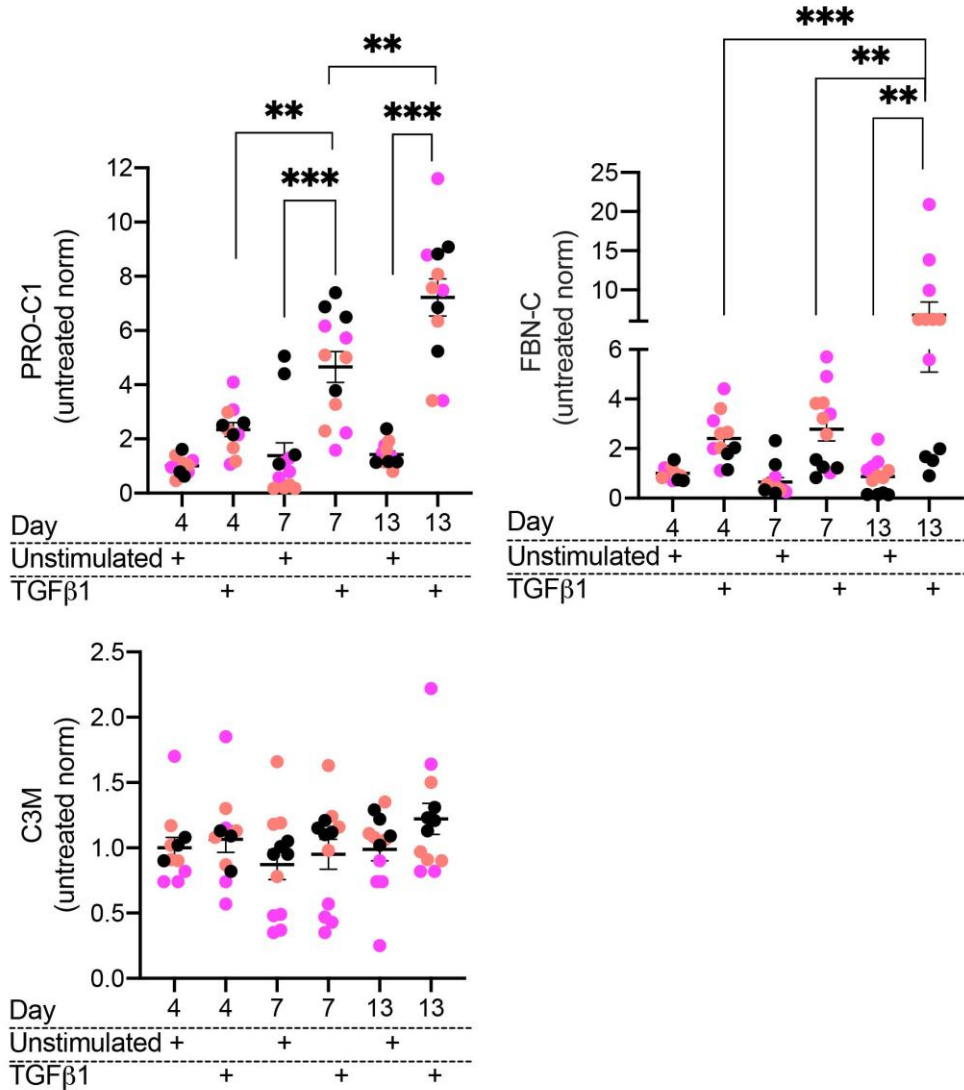 **
***
**
**
***
**
***
**
12
10
8
6
4
2
0
PRO-C1
(untreated norm)
Day 4 4 7 7 13 13
Unstimulated + + +
TGFβ1 + + +
25
20
15
10
6
4
2
0
FBN-C
(untreated norm)
Day 4 4 7 7 13 13
Unstimulated + + +
TGFβ1 + + +
2.5
2.0
1.5
1.0
0.5
0.0
C3M
(untreated norm)
Day 4 4 7 7 13 13
Unstimulated + + +
TGFβ1 + + +